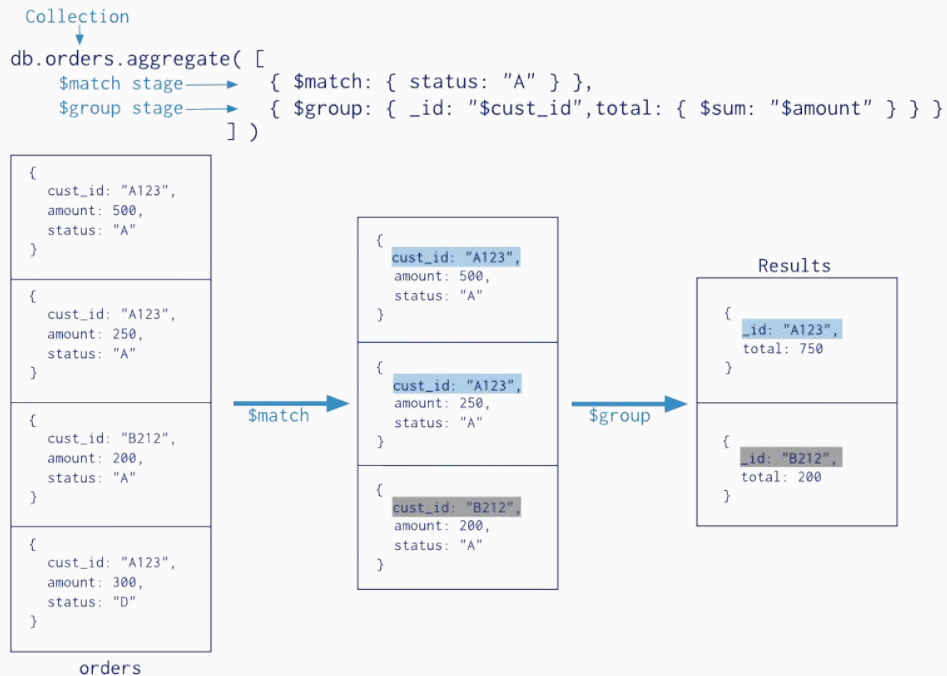 Collection
db.orders.aggregate( [
$match stage
{ $match: { status: "A" } },
$group stage
{ $group: { _id: "$cust_id",total: { $sum: "$amount" } } }
] )
{
cust_id: "A123",
amount: 500,
status: "A"
}
{
cust_id: "A123",
amount: 250,
status: "A"
}
{
cust_id: "B212",
amount: 200,
status: "A"
}
{
cust_id: "A123",
amount: 300,
status: "D"
}
orders
$match
{
cust_id: "A123",
amount: 500,
status: "A"
}
{
cust_id: "A123",
amount: 250,
status: "A"
}
{
cust_id: "B212",
amount: 200,
status: "A"
}
$group
Results
{
_id: "A123",
total: 750
}
{
_id: "B212",
total: 200
}